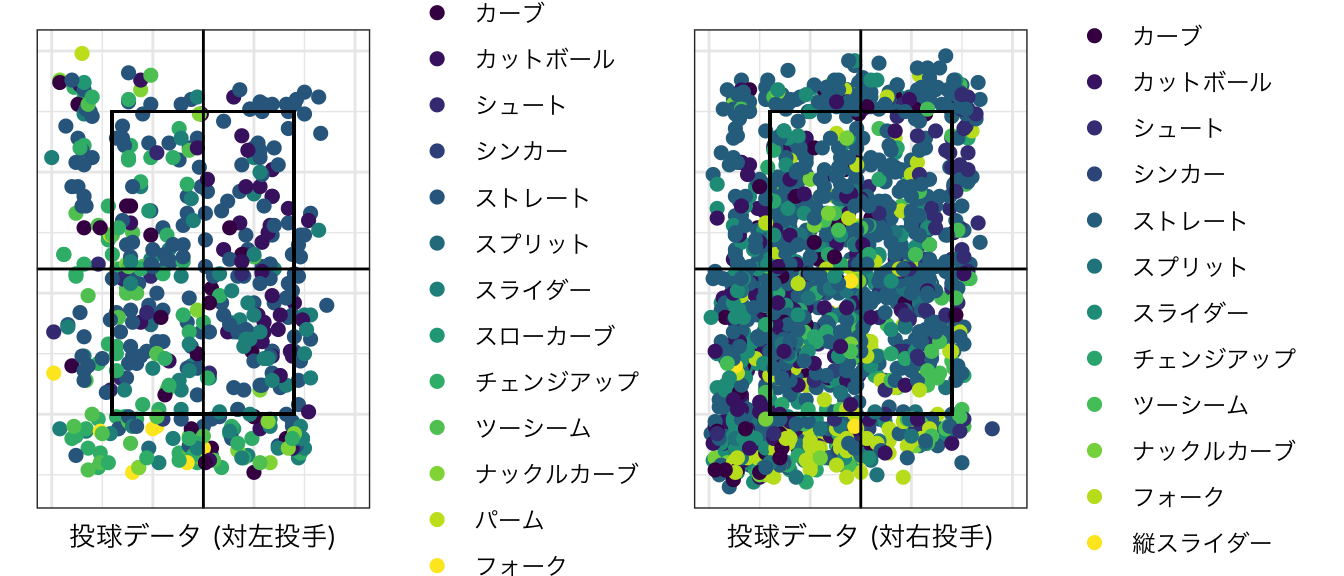 カーブ
カットボール
シュート
シンカー
ストレート
スプリット
スライダー
スローカーブ
チェンジアップ
ツーシーム
ナックルカーブ
パーム
フォーク
投球データ (対左投手)
カーブ
カットボール
シュート
シンカー
ストレート
スプリット
スライダー
チェンジアップ
ツーシーム
ナックルカーブ
フォーク
縦スライダー
投球データ (対右投手)